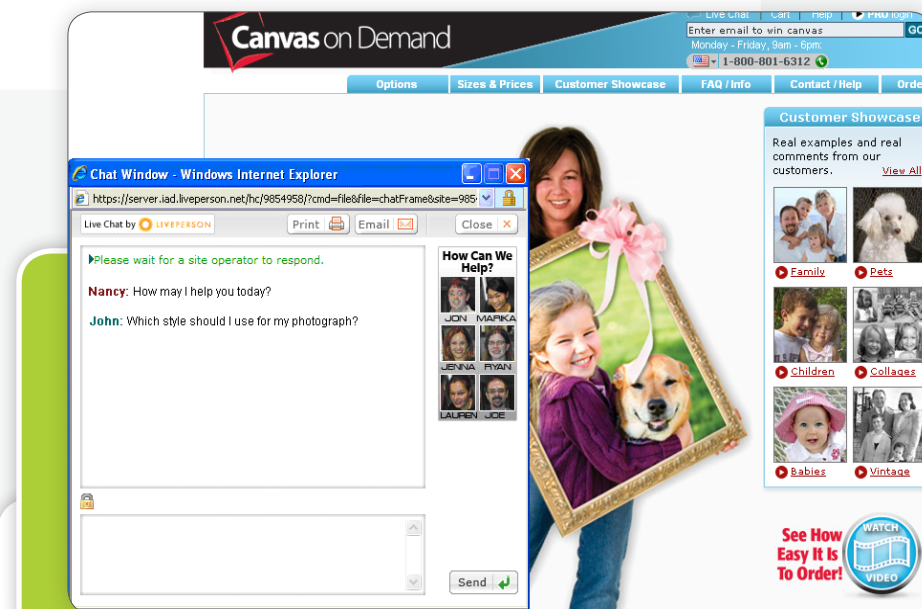 Live Chat | Cart | Help | PRO login
Canvas on Demand
Enter email to win canvas
GO
Monday - Friday, 9am - 6pm:
1-800-801-6312
Options
Sizes & Prices
Customer Showcase
FAQ / Info
Contact / Help
Orde
Customer Showcase
Real examples and real
comments from our
customers.
View All
Family
Pets
Children
Collages
Babies
Vintage
See How
Easy It Is
To Order!
WATCH
VIDEO
Chat Window - Windows Internet Explorer
https://server.iad.liveperson.net/hc/9854958/?cmd=file&file=chatFrame&site=985
Live Chat by LIVEPERSON
Print
Email
Close
Please wait for a site operator to respond.
Nancy: How may I help you today?
John: Which style should I use for my photograph?
How Can We
Help?
JON
MARIKA
JENNA
RYAN
LAUREN
JOE
Send